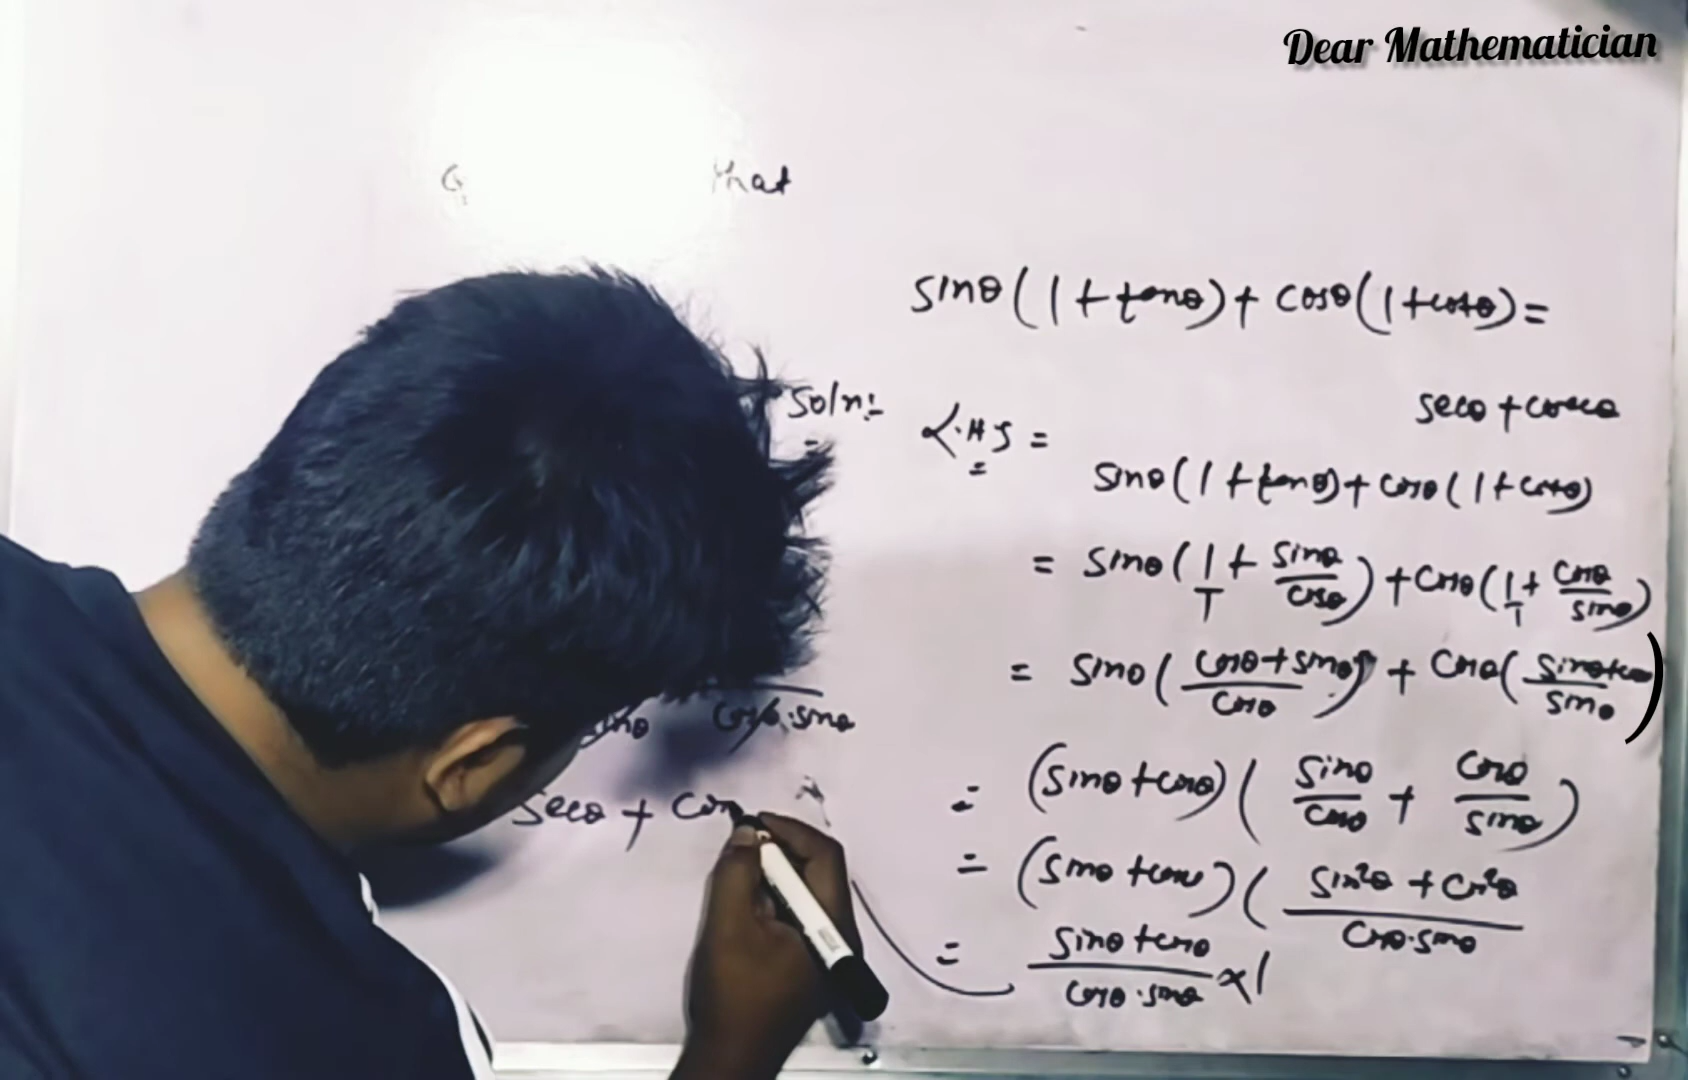 Dear Mathematician
that
sinθ(1+tanθ)+cosθ(1+cotθ)=
secθ+cosecθ
Soln:-
L.H.S =
sinθ(1+tanθ)+cosθ(1+cotθ)
= sinθ(1/1+sinθ/cosθ)+cosθ(1/1+cosθ/sinθ)
= sinθ(cosθ+sinθ/cosθ)+cosθ(sinθ+cosθ/sinθ)
= (sinθ+cosθ)(sinθ/cosθ+cosθ/sinθ)
= (sinθ+cosθ)(sin²θ+cos²θ/cosθ.sinθ)
= sinθ+cosθ/cosθ.sinθ×1
cosθ.sinθ
secθ+